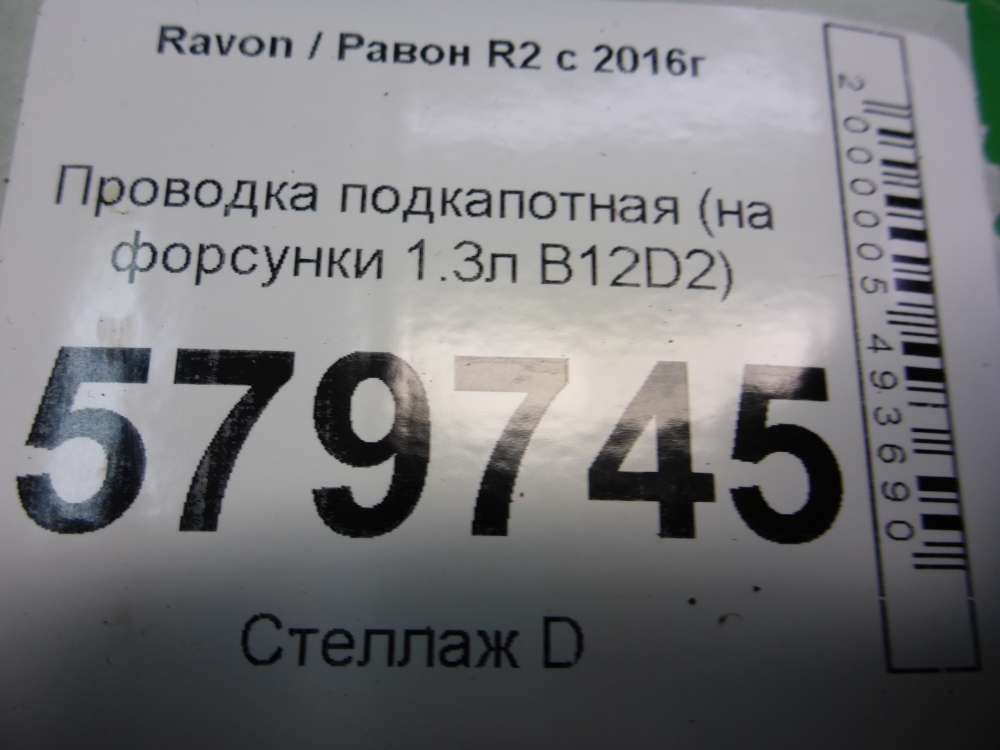 Ravon / Равон R2 с 2016г
Проводка подкапотная (на
форсунки 1.3л B12D2)
579745
Стеллаж D
2000005493690